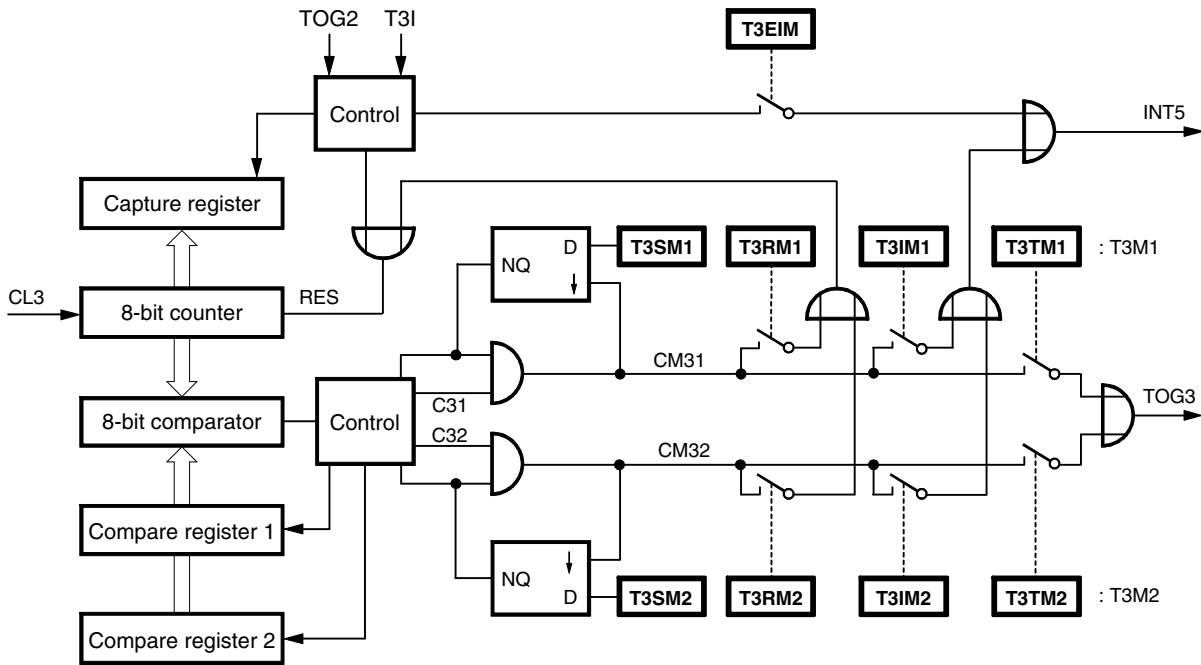 TOG2 T3I
T3EIM
Control
INT5
Capture register
D
NQ
T3SM1
T3RM1
T3IM1
T3TM1
: T3M1
CL3
8-bit counter
RES
CM31
C31
8-bit comparator
Control
TOG3
C32
CM32
Compare register 1
NQ
D
T3SM2
T3RM2
T3IM2
T3TM2
: T3M2
Compare register 2